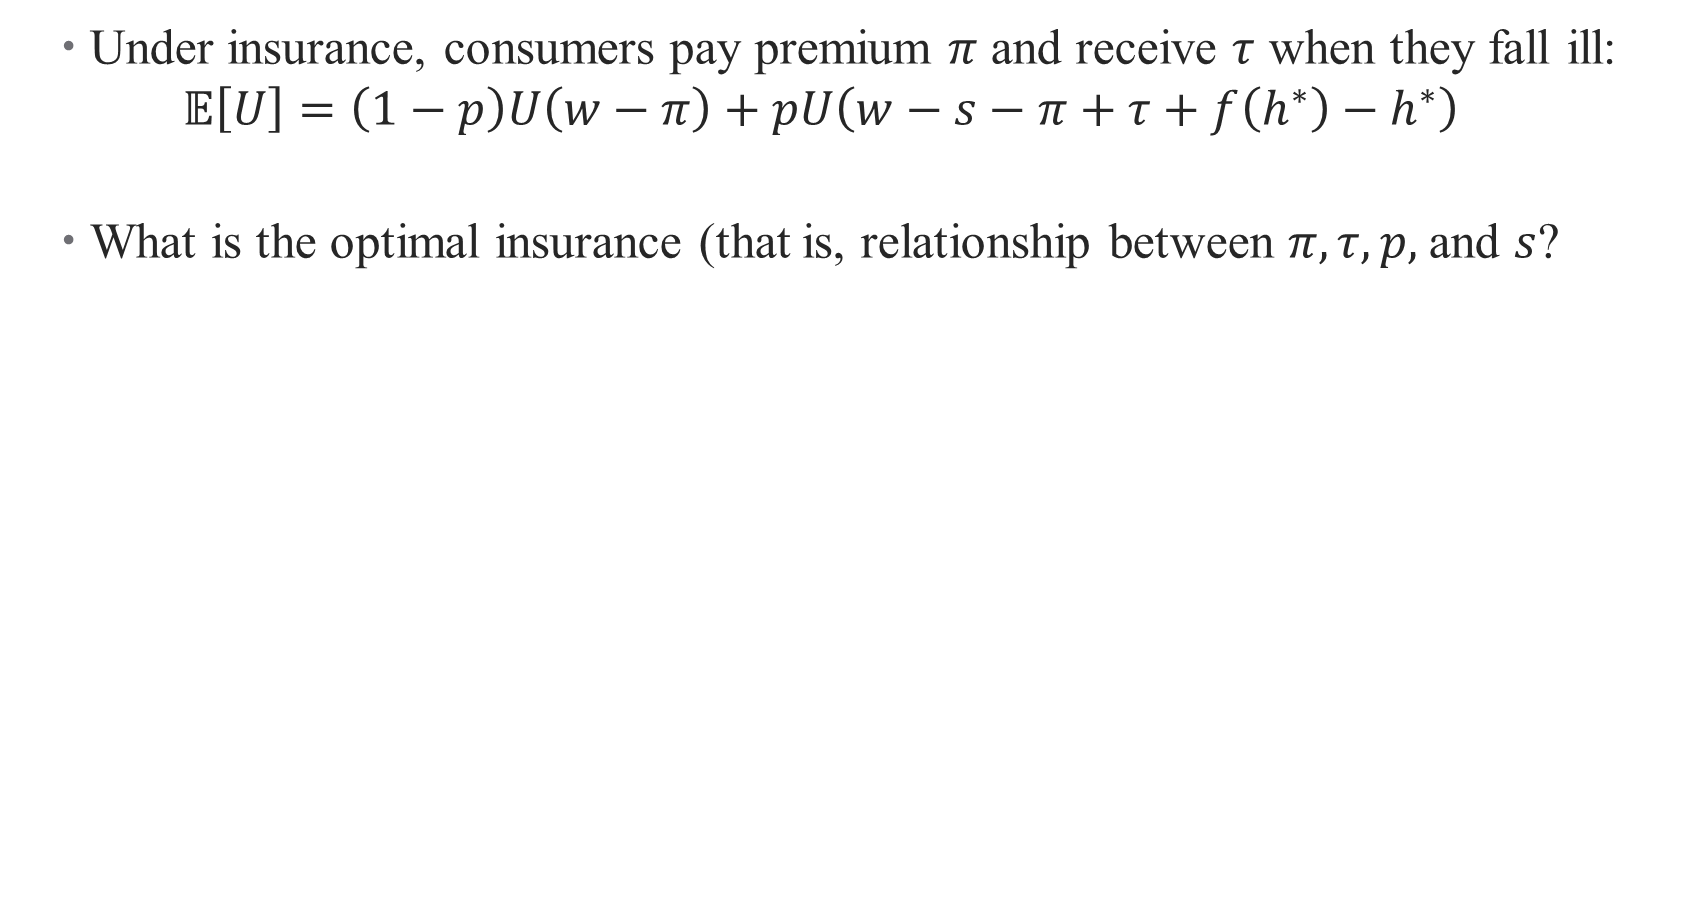 • Under insurance, consumers pay premium π and receive τ when they fall ill:
𝔼[U] = (1 − p)U(w − π) + pU(w − s − π + τ + f(h*) − h*)
• What is the optimal insurance (that is, relationship between π, τ, p, and s?